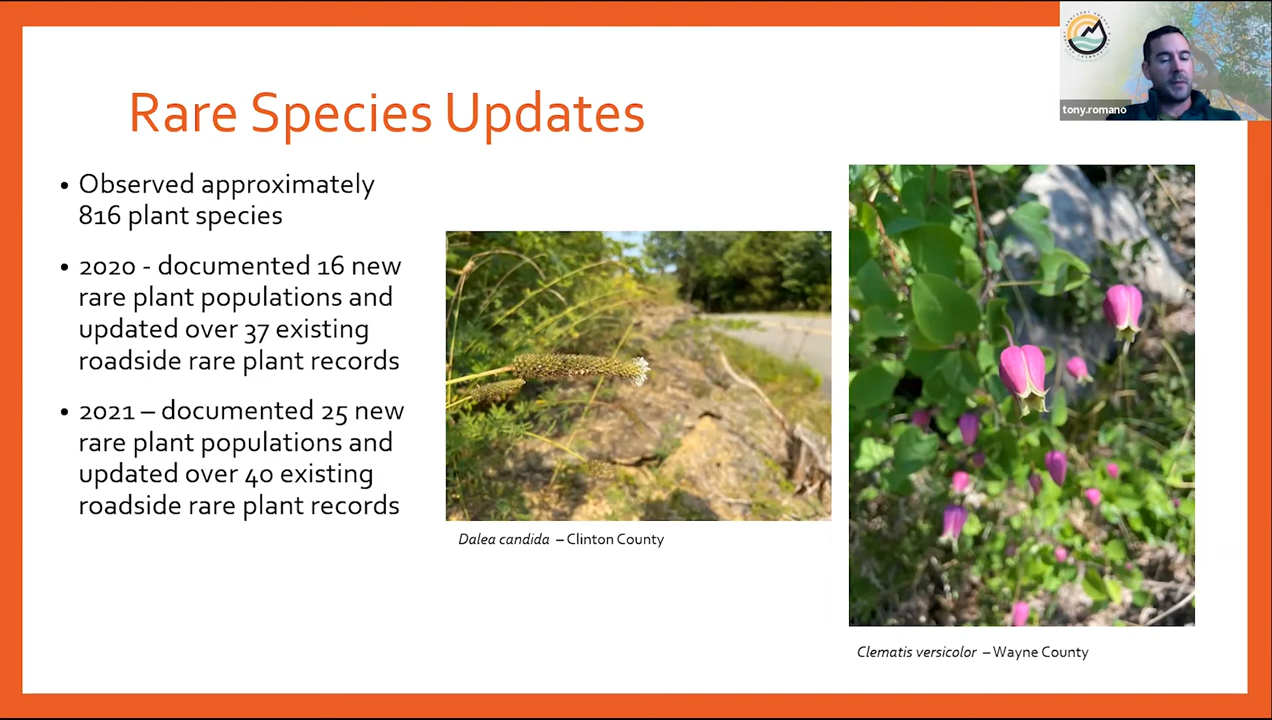 Rare Species Updates
• Observed approximately
816 plant species
• 2020 - documented 16 new
rare plant populations and
updated over 37 existing
roadside rare plant records
• 2021 – documented 25 new
rare plant populations and
updated over 40 existing
roadside rare plant records
Dalea candida – Clinton County
Clematis versicolor – Wayne County
tony.romano